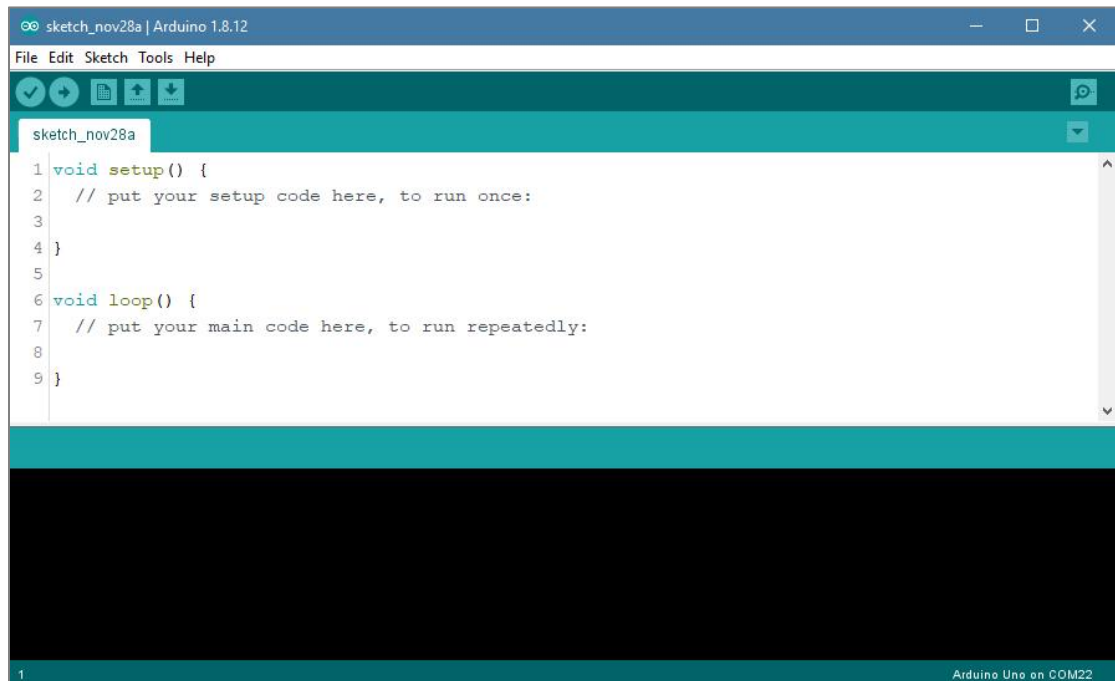 sketch_nov28a | Arduino 1.8.12
File Edit Sketch Tools Help
sketch_nov28a
1 void setup() {
2   // put your setup code here, to run once:
3
4 }
5
6 void loop() {
7   // put your main code here, to run repeatedly:
8
9 }
1 Arduino Uno on COM22